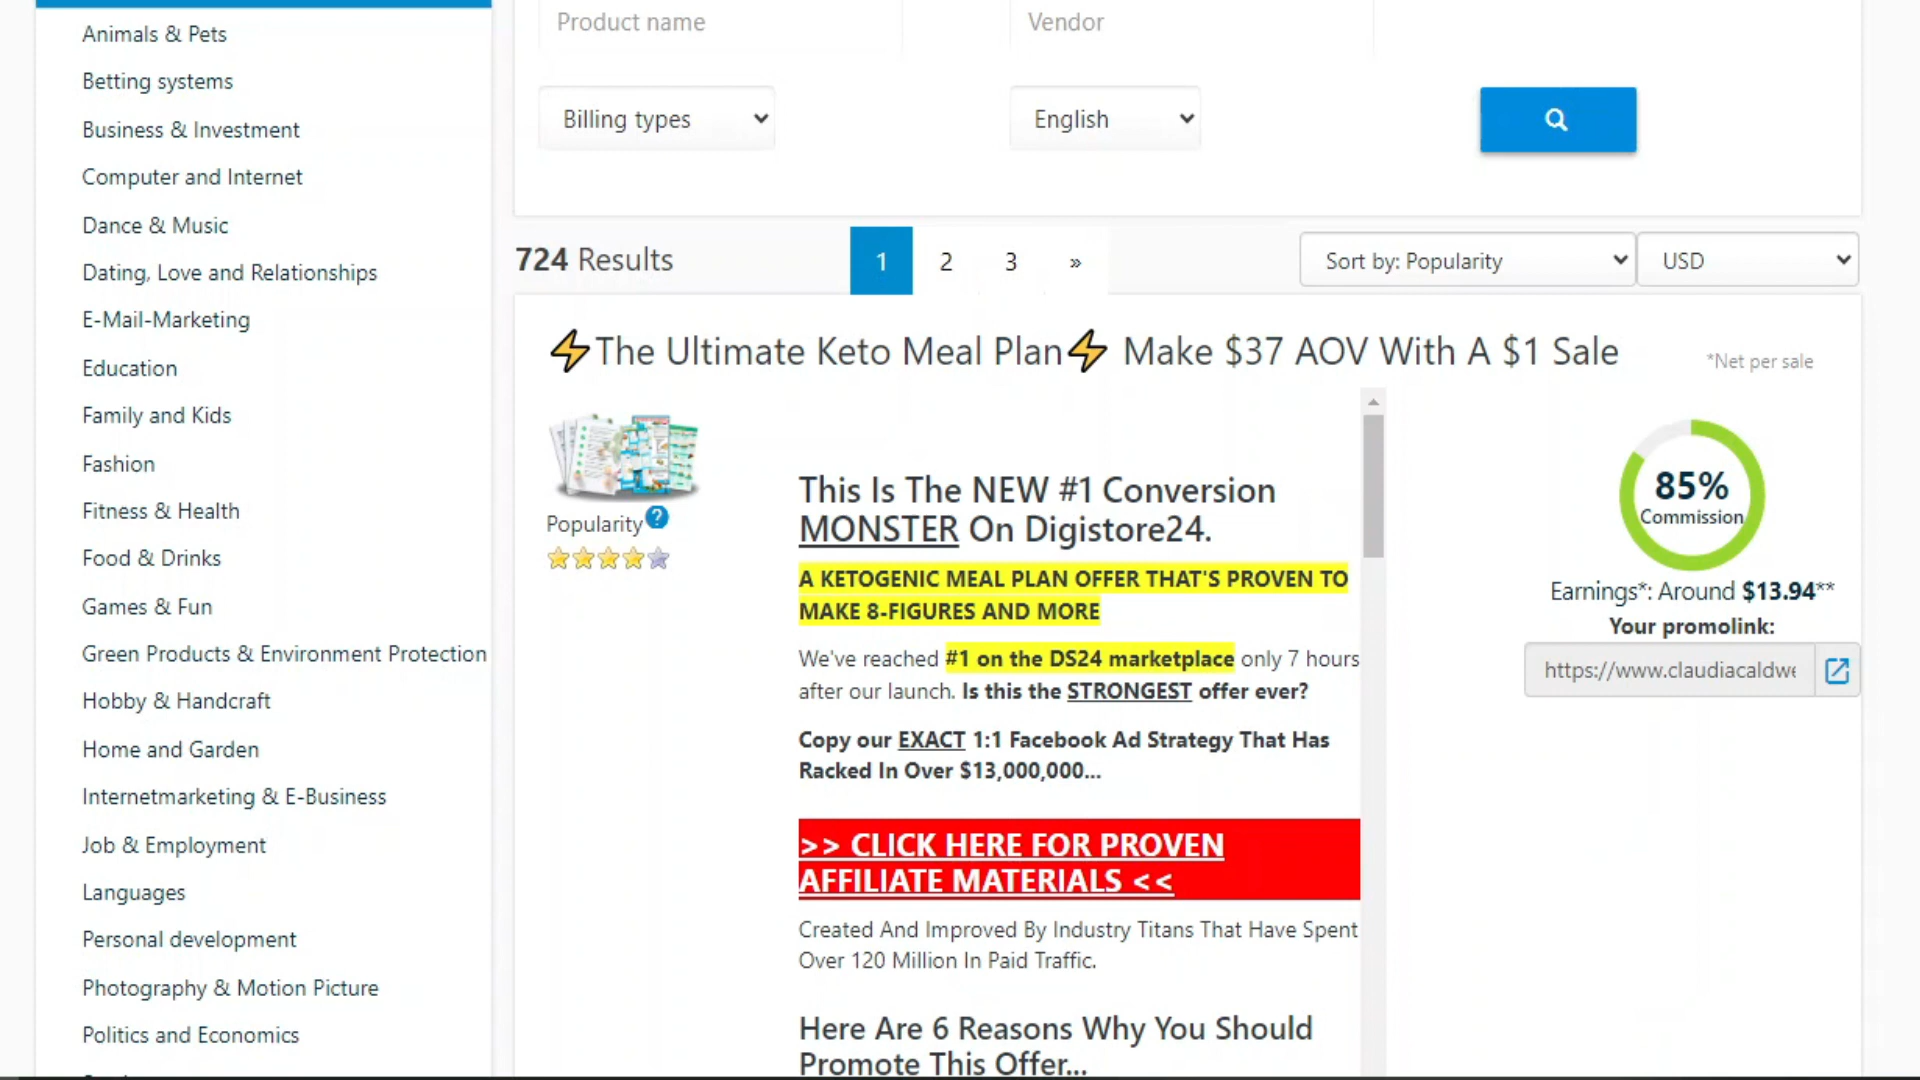 Animals & Pets
Betting systems
Business & Investment
Computer and Internet
Dance & Music
Dating, Love and Relationships
E-Mail-Marketing
Education
Family and Kids
Fashion
Fitness & Health
Food & Drinks
Games & Fun
Green Products & Environment Protection
Hobby & Handcraft
Home and Garden
Internetmarketing & E-Business
Job & Employment
Languages
Personal development
Photography & Motion Picture
Politics and Economics
Product name
Vendor
Billing types
English
724 Results
1 2 3 »
Sort by: Popularity
USD
⚡The Ultimate Keto Meal Plan⚡ Make $37 AOV With A $1 Sale
*Net per sale
Popularity ?
This Is The NEW #1 Conversion
MONSTER On Digistore24.
A KETOGENIC MEAL PLAN OFFER THAT'S PROVEN TO
MAKE 8-FIGURES AND MORE
We've reached #1 on the DS24 marketplace only 7 hours
after our launch. Is this the STRONGEST offer ever?
Copy our EXACT 1:1 Facebook Ad Strategy That Has
Racked In Over $13,000,000...
>> CLICK HERE FOR PROVEN
AFFILIATE MATERIALS <<
Created And Improved By Industry Titans That Have Spent
Over 120 Million In Paid Traffic.
Here Are 6 Reasons Why You Should
Promote This Offer...
85%
Commission
Earnings*: Around $13.94**
Your promolink:
https://www.claudiacaldwe